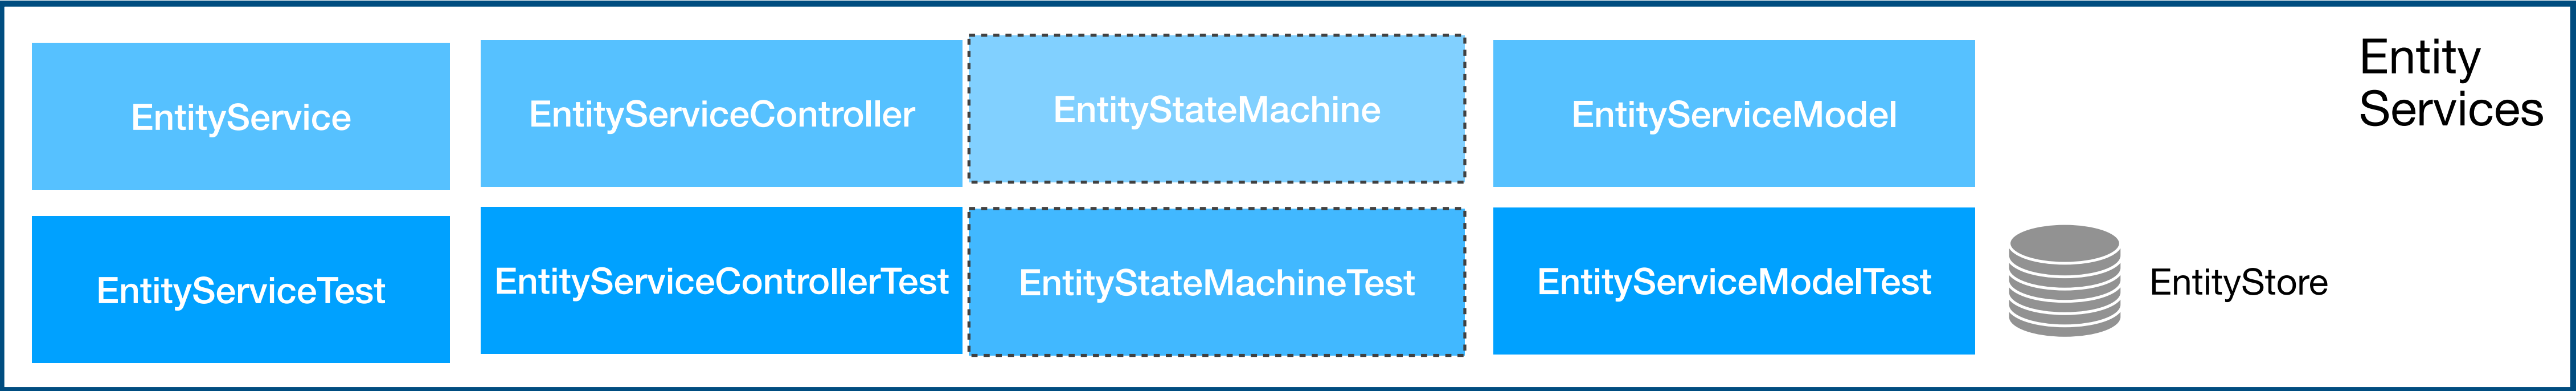 EntityService
EntityServiceController
EntityStateMachine
EntityServiceModel
Entity
Services
EntityServiceTest
EntityServiceControllerTest
EntityStateMachineTest
EntityServiceModelTest
EntityStore